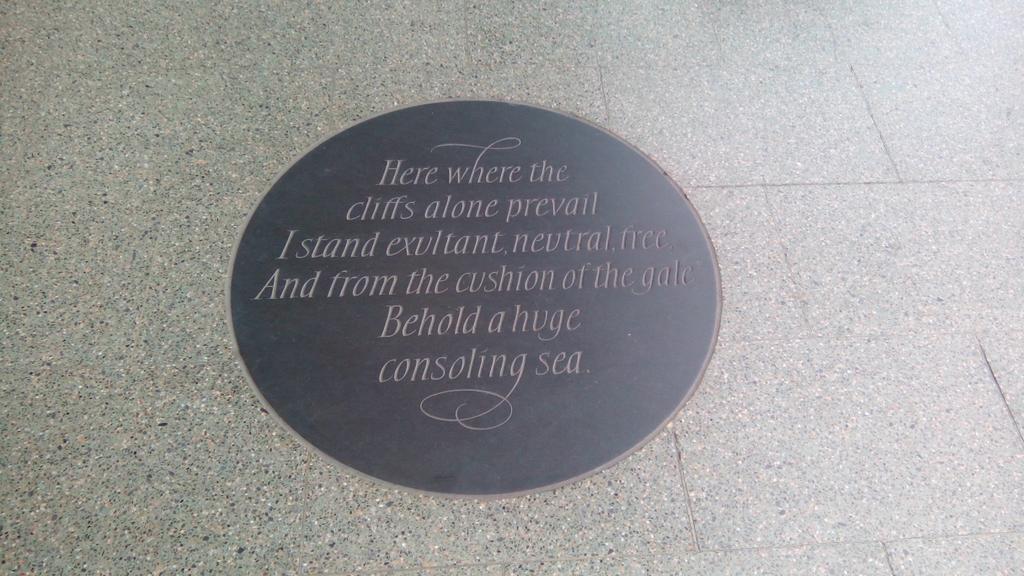 Here where the
cliffs alone prevail
I stand exultant, neutral, free,
And from the cushion of the gale
Behold a huge
consoling sea.